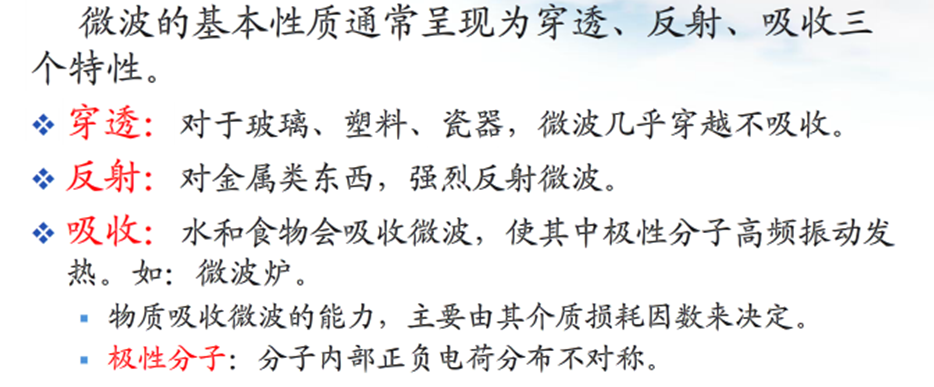 微波的基本性质通常呈现为穿透、反射、吸收三
个特性。
穿透：对于玻璃、塑料、瓷器，微波几乎穿越不吸收。
反射：对金属类东西，强烈反射微波。
吸收：水和食物会吸收微波，使其中极性分子高频振动发
热。如：微波炉。
物质吸收微波的能力，主要由其介质损耗因数来决定。
极性分子：分子内部正负电荷分布不对称。